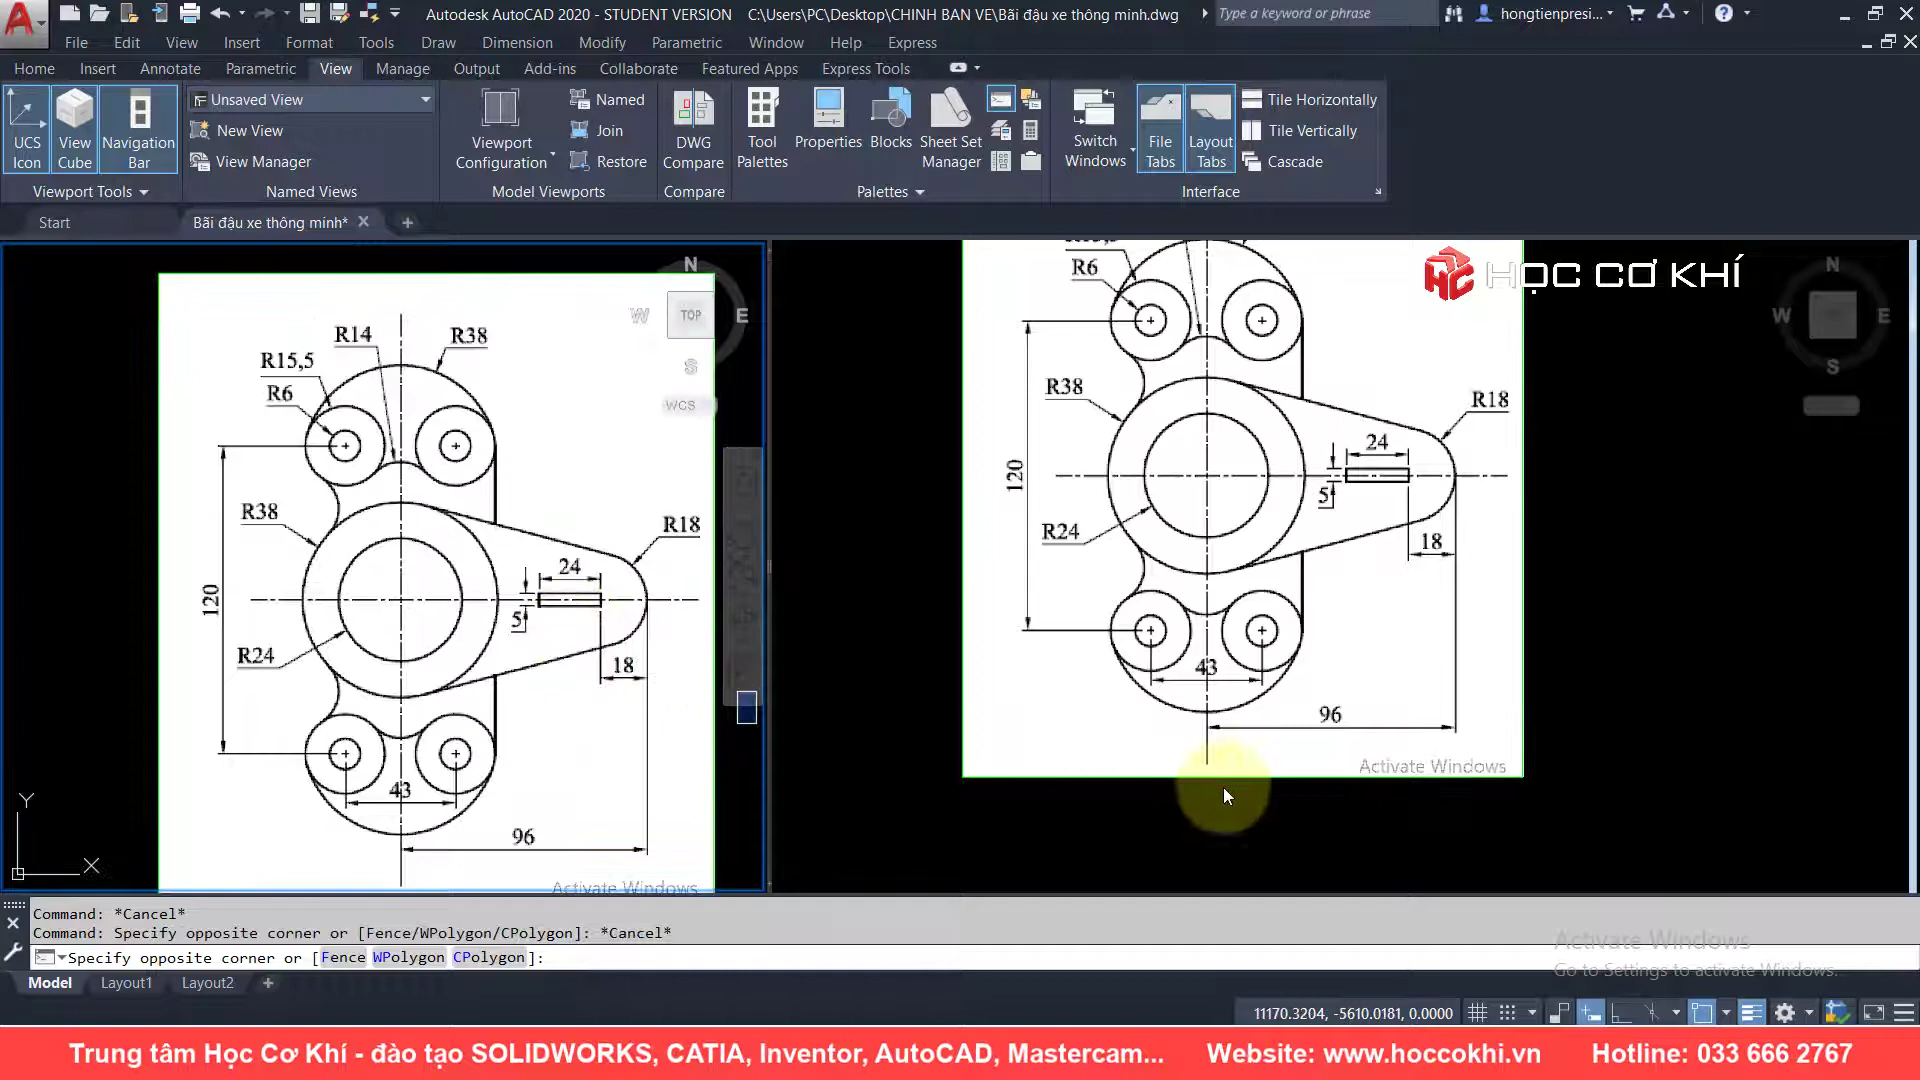 Autodesk AutoCAD 2020 - STUDENT VERSION
C:\Users\PC\Desktop\CHINH BAN VE\Bãi đậu xe thông minh.dwg
Type a keyword or phrase
hongtienpresi...
File Edit View Insert Format Tools Draw Dimension Modify Parametric Window Help Express
Home Insert Annotate Parametric View Manage Output Add-ins Collaborate Featured Apps Express Tools
UCS Icon
View Cube
Navigation Bar
Viewport Tools
Unsaved View
New View
View Manager
Named Views
Viewport Configuration
Named
Join
Restore
Model Viewports
DWG Compare
Compare
Tool Palettes
Properties
Blocks
Sheet Set Manager
Palettes
Switch Windows
File Tabs
Layout Tabs
Tile Horizontally
Tile Vertically
Cascade
Interface
Start
Bãi đậu xe thông minh*
HỌC CƠ KHÍ
N
W
TOP
E
S
WCS
R14
R38
R15,5
R6
R38
R18
24
120
5
R24
18
43
96
Activate Windows
Y
X
R6
R38
R18
24
120
5
R24
18
43
96
Activate Windows
N
W
E
S
Command: *Cancel*
Command: Specify opposite corner or [Fence/WPolygon/CPolygon]: *Cancel*
Specify opposite corner or [Fence WPolygon CPolygon]:
Activate Windows
Go to Settings to activate Windows.
Model Layout1 Layout2
11170.3204, -5610.0181, 0.0000
Trung tâm Học Cơ Khí - đào tạo SOLIDWORKS, CATIA, Inventor, AutoCAD, Mastercam... Website: www.hoccokhi.vn Hotline: 033 666 2767